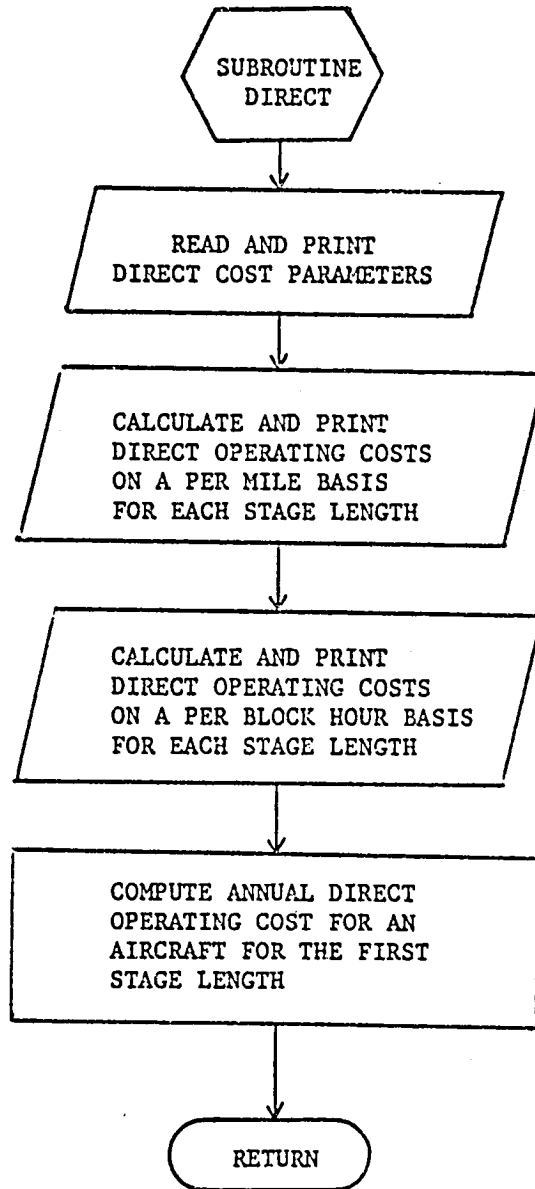 SUBROUTINE
DIRECT
READ AND PRINT
DIRECT COST PARAMETERS
CALCULATE AND PRINT
DIRECT OPERATING COSTS
ON A PER MILE BASIS
FOR EACH STAGE LENGTH
CALCULATE AND PRINT
DIRECT OPERATING COSTS
ON A PER BLOCK HOUR BASIS
FOR EACH STAGE LENGTH
COMPUTE ANNUAL DIRECT
OPERATING COST FOR AN
AIRCRAFT FOR THE FIRST
STAGE LENGTH
RETURN